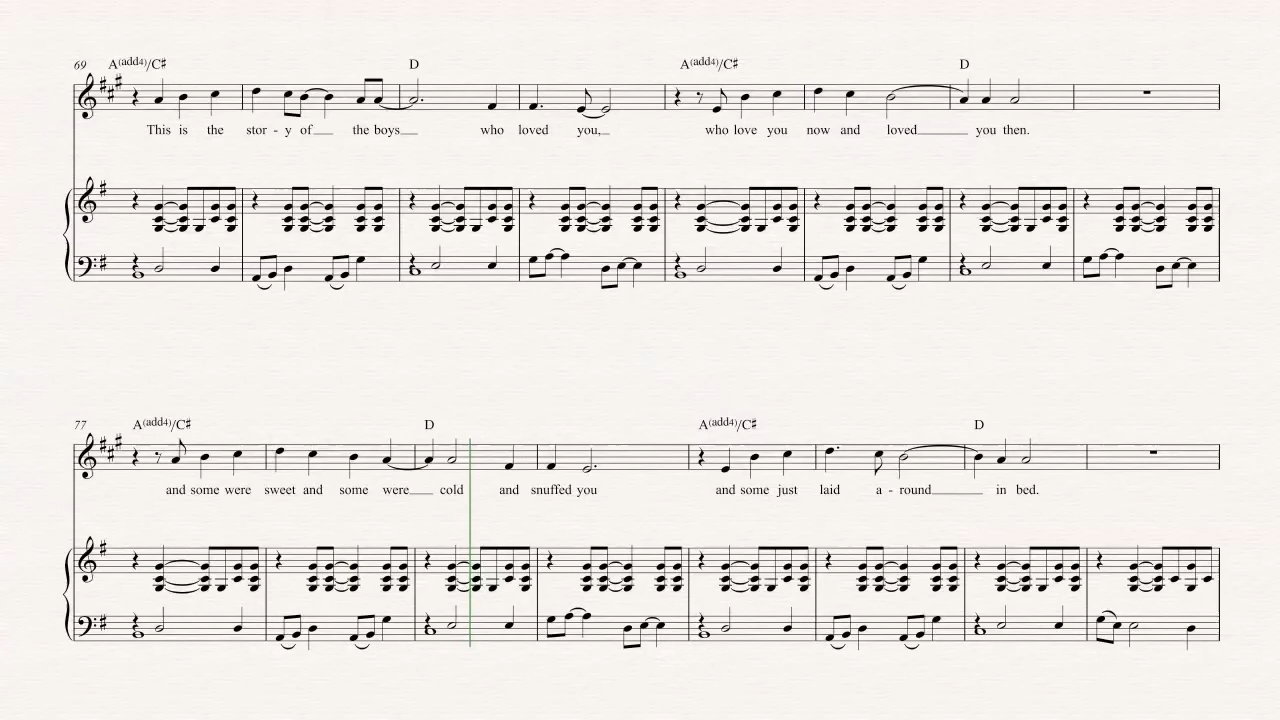 69 A(add4)/C♯ D A(add4)/C♯ D
This is the stor - y of the boys who loved you, who love you now and loved you then.
77 A(add4)/C♯ D A(add4)/C♯ D
and some were sweet and some were cold and snuffed you and some just laid a - round in bed.